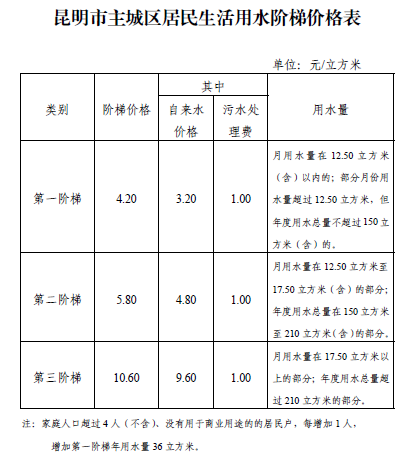 昆明市主城区居民生活用水阶梯价格表
单位：元/立方米
类别
阶梯价格
其中
自来水
价格
污水处
理费
用水量
第一阶梯
4.20
3.20
1.00
月用水量在 12.50 立方米
（含）以内的；部分月份用
水量超过 12.50 立方米，但
年度用水总量不超过 150 立
方米（含）的。
第二阶梯
5.80
4.80
1.00
月用水量在 12.50 立方米至
17.50 立方米（含）的部分；
年度用水总量在 150 立方米
至 210 立方米（含）的部分。
第三阶梯
10.60
9.60
1.00
月用水量在 17.50 立方米以
上的部分；年度用水总量超
过 210 立方米的部分。
注：家庭人口超过 4 人（不含）、没有用于商业用途的的居民户，每增加 1 人，
增加第一阶梯年用水量 36 立方米。